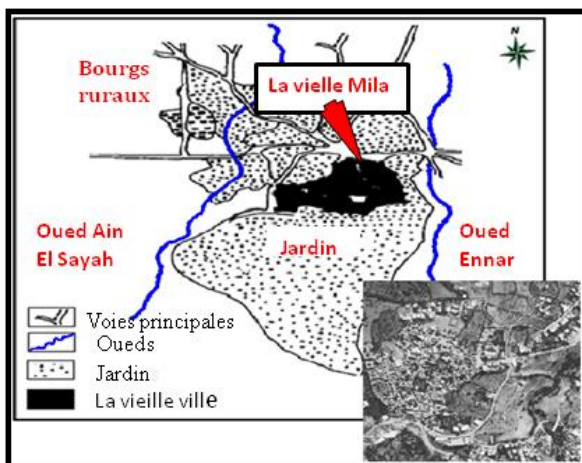 N
Bourgs
ruraux
La vielle Mila
Oued Ain
El Sayah
Jardin
Oued
Ennar
Voies principales
Oueds
Jardin
La vieille ville